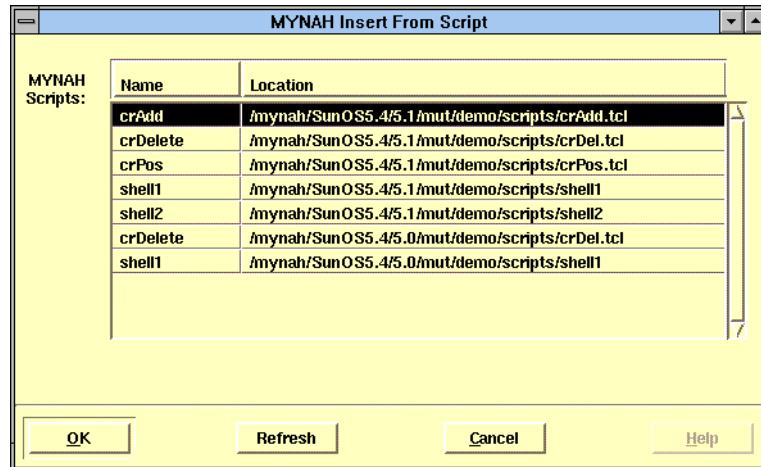 MYNAH Insert From Script
MYNAH Scripts:
Name Location
crAdd /mynah/SunOS5.4/5.1/mut/demo/scripts/crAdd.tcl
crDelete /mynah/SunOS5.4/5.1/mut/demo/scripts/crDel.tcl
crPos /mynah/SunOS5.4/5.1/mut/demo/scripts/crPos.tcl
shell1 /mynah/SunOS5.4/5.1/mut/demo/scripts/shell1
shell2 /mynah/SunOS5.4/5.1/mut/demo/scripts/shell2
crDelete /mynah/SunOS5.4/5.0/mut/demo/scripts/crDel.tcl
shell1 /mynah/SunOS5.4/5.0/mut/demo/scripts/shell1
OK Refresh Cancel Help